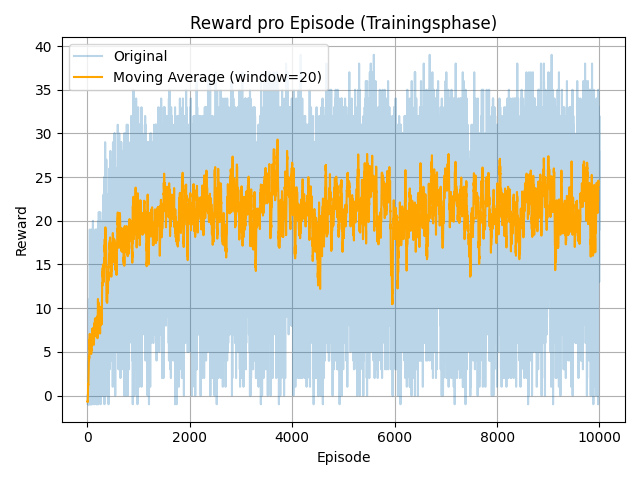 Reward pro Episode (Trainingsphase)
Original
Moving Average (window=20)
40
35
30
25
20
15
10
5
0
Reward
0 2000 4000 6000 8000 10000
Episode